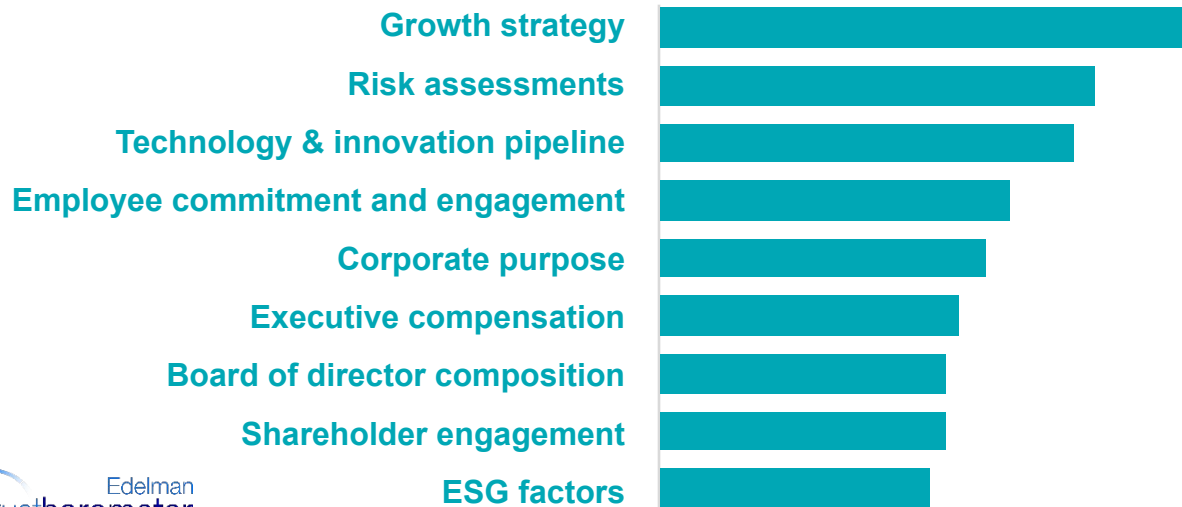 Growth strategy
Risk assessments
Technology & innovation pipeline
Employee commitment and engagement
Corporate purpose
Executive compensation
Board of director composition
Shareholder engagement
ESG factors
Edelman